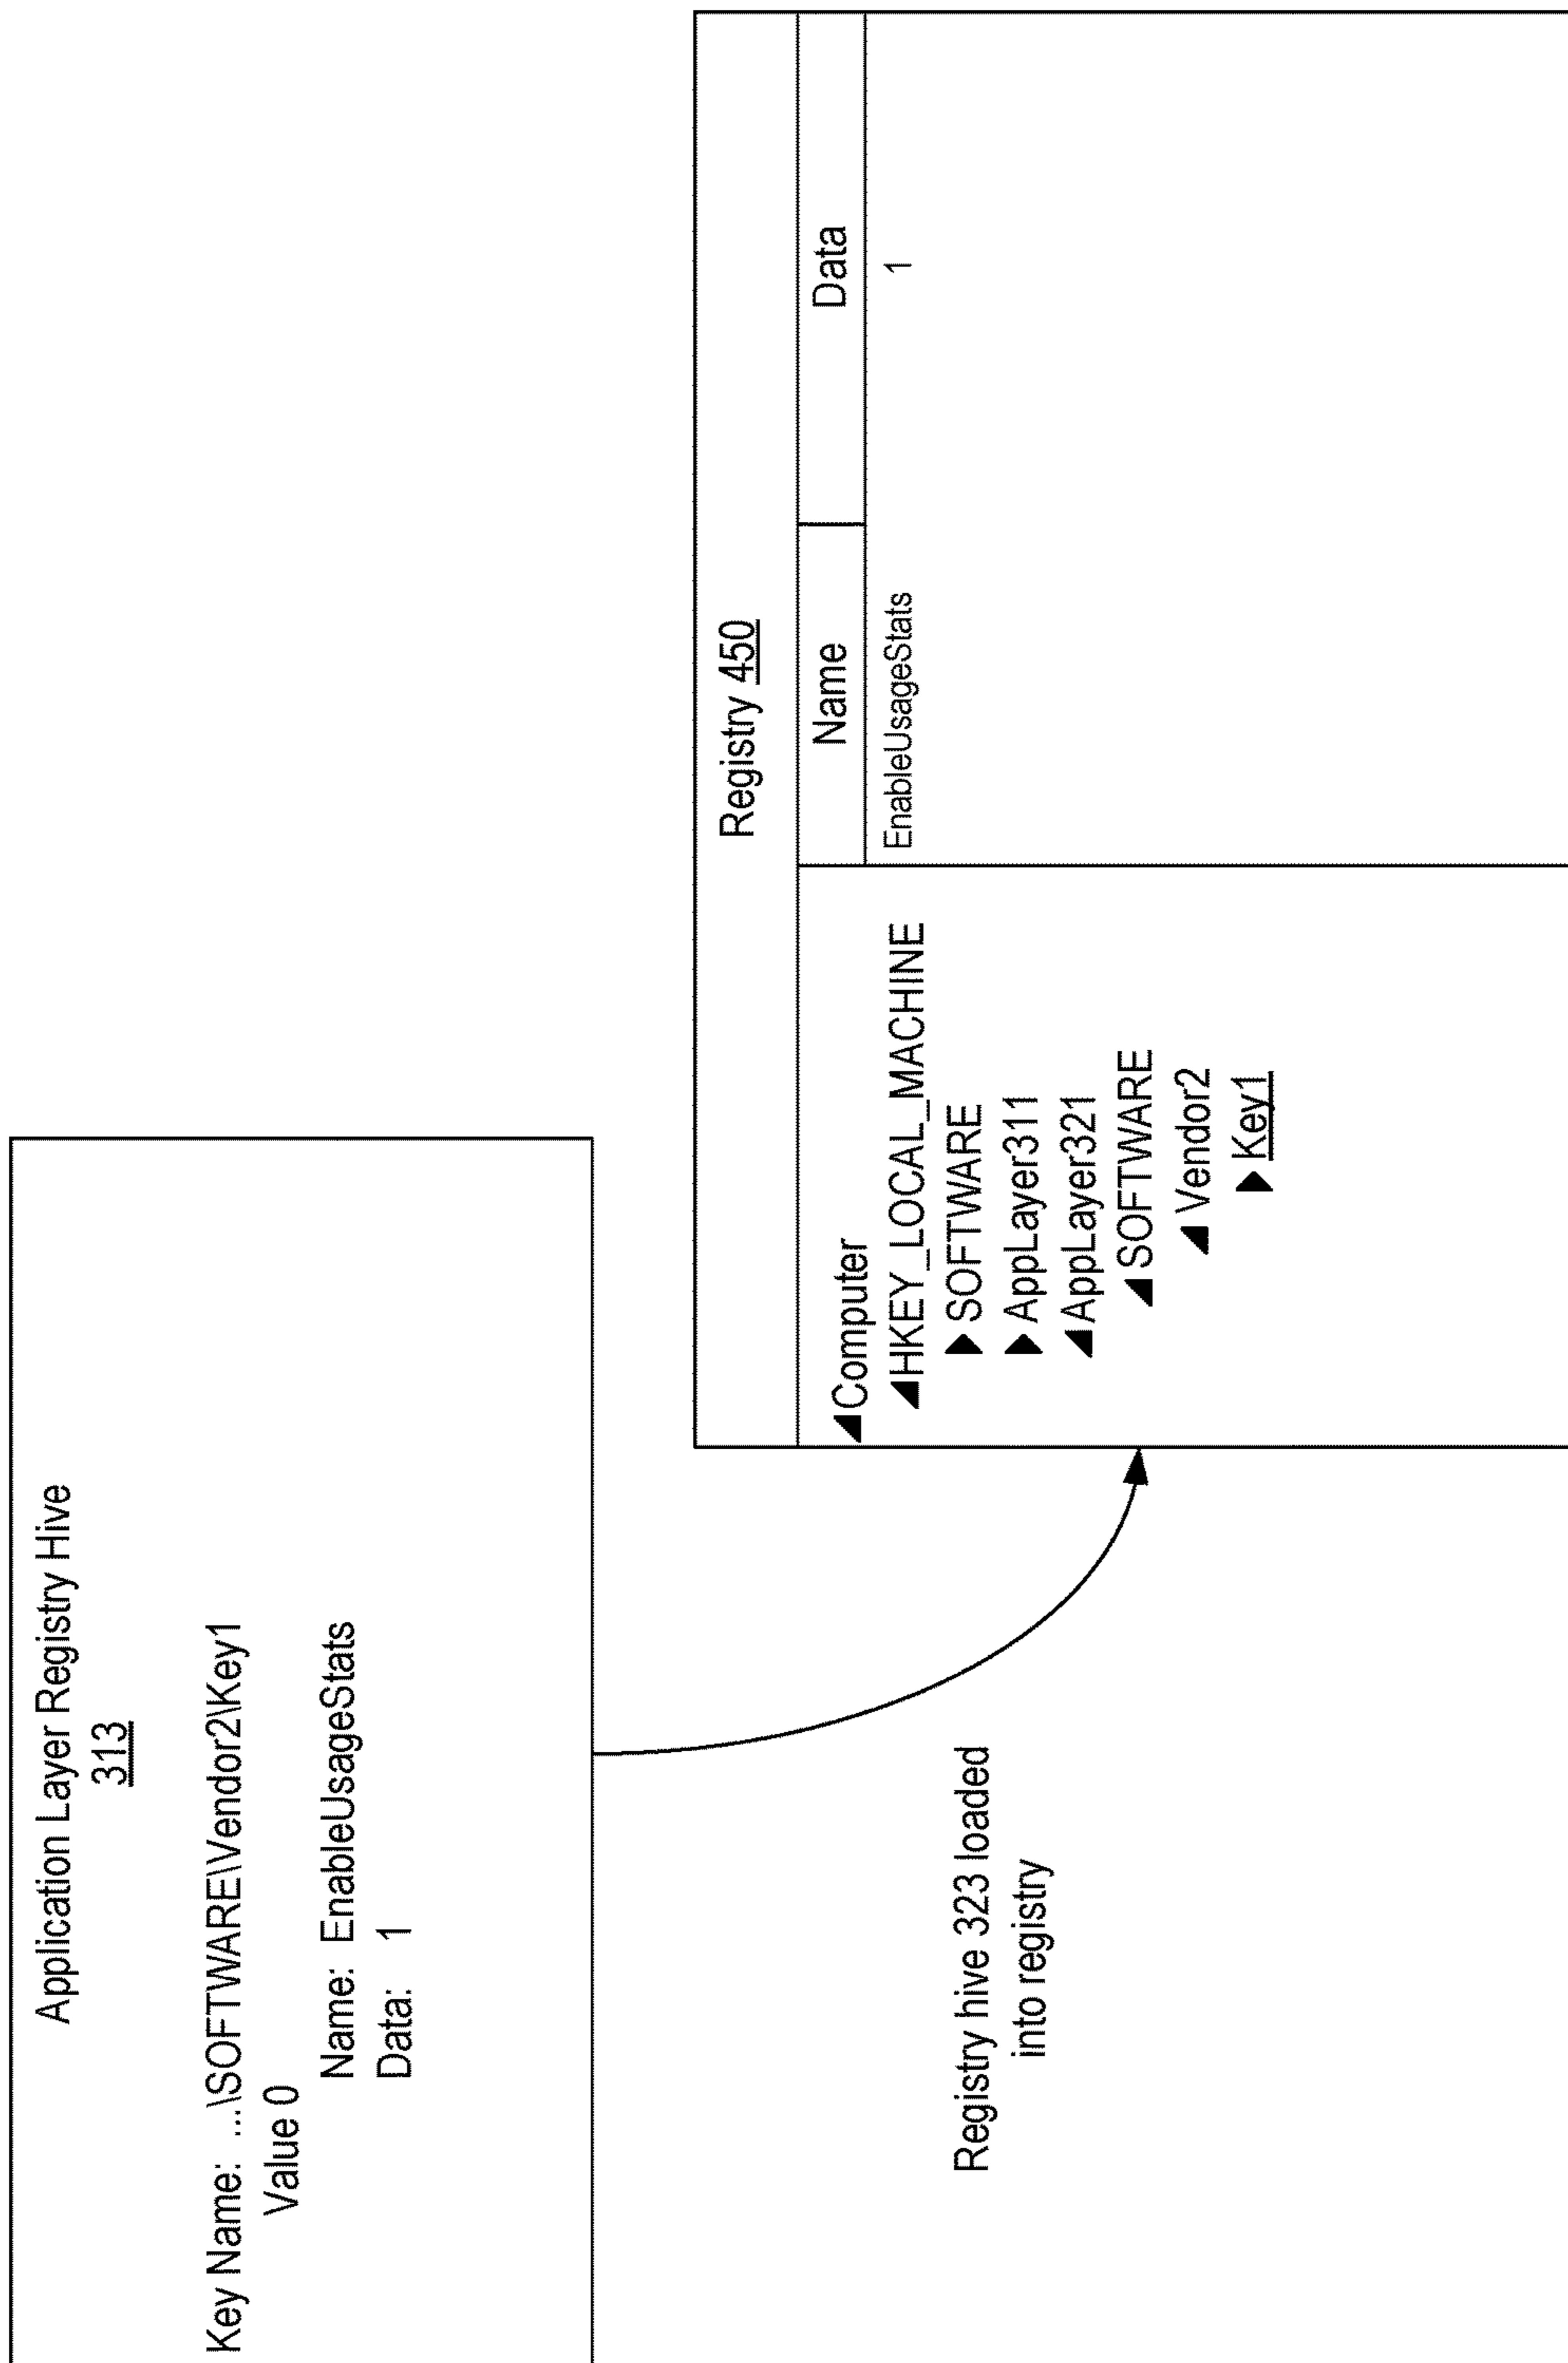 Application Layer Registry Hive
313
Key Name: ...\SOFTWARE\Vendor2\Key1
Value 0
Name: EnableUsageStats
Data: 1
Registry hive 323 loaded
into registry
Registry 450
Name Data
EnableUsageStats 1
Computer
HKEY_LOCAL_MACHINE
SOFTWARE
AppLayer311
AppLayer321
SOFTWARE
Vendor2
Key1